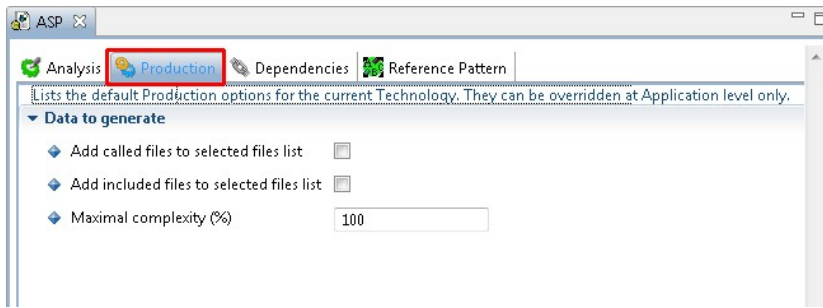 ASP
Analysis Production Dependencies Reference Pattern
Lists the default Production options for the current Technology. They can be overridden at Application level only.
Data to generate
Add called files to selected files list
Add included files to selected files list
Maximal complexity (%) 100